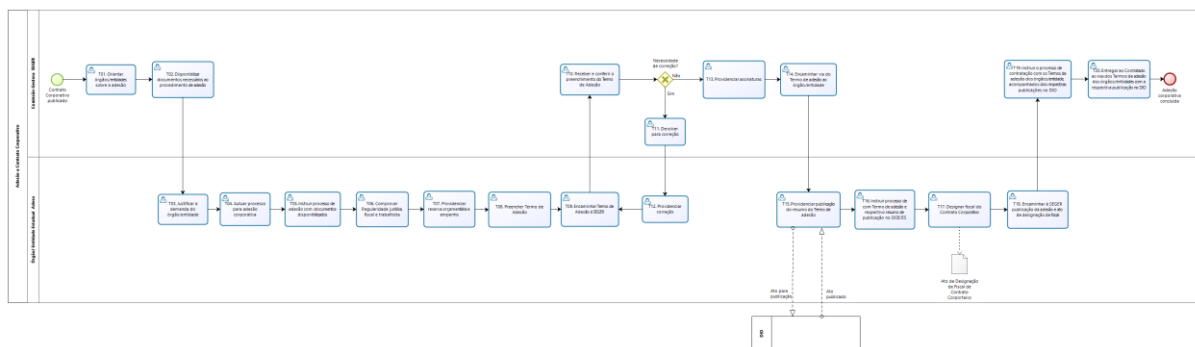 Adesão a Contrato Corporativo
Comissão Gestora SEGER
Órgão/ Entidade Estadual Adeso
Contrato
Corporativo
publicado
T01. Orientar
órgãos/entidades
sobre a adesão
T02. Disponibilizar
documentos necessários ao
procedimento de adesão
T03. Justificar a
demanda do
órgão/entidade
T04. Autuar processo
para adesão
corporativa
T05. Instruir processo de
adesão com documentos
disponibilizados
T06. Comprovar
Regularidade jurídica
fiscal e trabalhista
T07. Providenciar
reserva orçamentária e
empenho
T08. Preencher Termo de
Adesão
T09. Encaminhar Termo de
Adesão à SEGER
T10. Receber e conferir o
preenchimento do Termo
de Adesão
Necessidade
de correção?
Não
Sim
T11. Devolver
para correção
T12. Providenciar
correção
T13. Providenciar assinaturas
T14. Encaminhar via do
Termo de adesão ao
órgão/entidade
T15. Providenciar publicação
do resumo do Termo de
adesão
T16. Instruir processo de
com Termo de adesão e
respectivo resumo de
publicação no DIO/ES
T17. Designar fiscal do
Contrato Corporativo
T18. Encaminhar à SEGER
publicação da adesão e ato
de designação de fiscal
T19. Instruir o processo de
contratação com os Termos de
adesão dos órgãos/entidade,
acompanhados dos respectivas
publicações no DIO
T20. Entregar ao Contratado
as vias dos Termos de adesão
dos órgãos/entidades com a
respectiva publicação no DIO
Adesão
corporativa
concluída
Ato de Designação
de Fiscal de
Contrato
Corporativo
Ato para
publicação
Ato
publicado
DIO